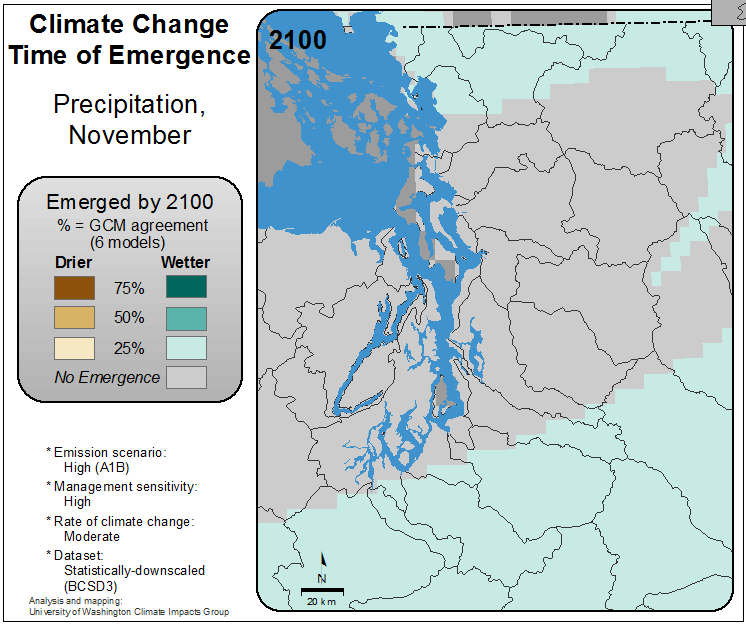 Climate Change
Time of Emergence
Precipitation,
November
Emerged by 2100
% = GCM agreement
(6 models)
Drier Wetter
75%
50%
25%
No Emergence
* Emission scenario:
High (A1B)
* Management sensitivity:
High
* Rate of climate change:
Moderate
* Dataset:
Statistically-downscaled
(BCSD3)
Analysis and mapping:
University of Washington Climate Impacts Group
2100
N
20 km